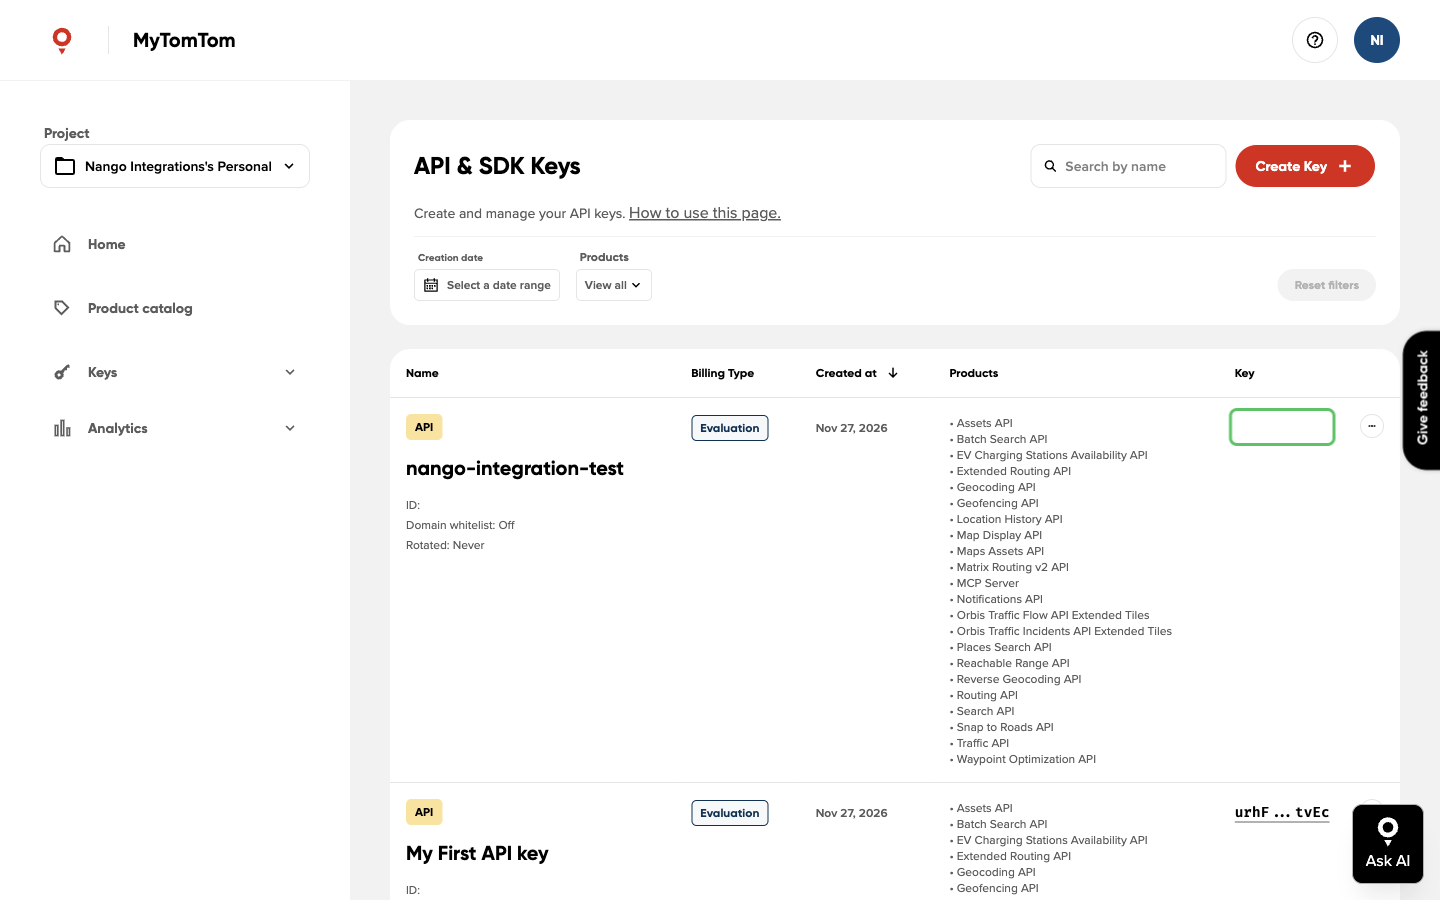 MyTomTom
NI
Project
Nango Integrations's Personal
Home
Product catalog
Keys
Analytics
API & SDK Keys
Search by name
Create Key
Create and manage your API keys. How to use this page.
Creation date
Products
Select a date range
View all
Reset filters
Give feedback
Name
Billing Type
Created at
Products
Key
API
nango-integration-test
ID:
Domain whitelist: Off
Rotated: Never
Evaluation
Nov 27, 2026
• Assets API
• Batch Search API
• EV Charging Stations Availability API
• Extended Routing API
• Geocoding API
• Geofencing API
• Location History API
• Map Display API
• Maps Assets API
• Matrix Routing v2 API
• MCP Server
• Notifications API
• Orbis Traffic Flow API Extended Tiles
• Orbis Traffic Incidents API Extended Tiles
• Places Search API
• Reachable Range API
• Reverse Geocoding API
• Routing API
• Search API
• Snap to Roads API
• Traffic API
• Waypoint Optimization API
API
My First API key
ID:
Evaluation
Nov 27, 2026
• Assets API
• Batch Search API
• EV Charging Stations Availability API
• Extended Routing API
• Geocoding API
• Geofencing API
urhF...tvEc
Ask AI